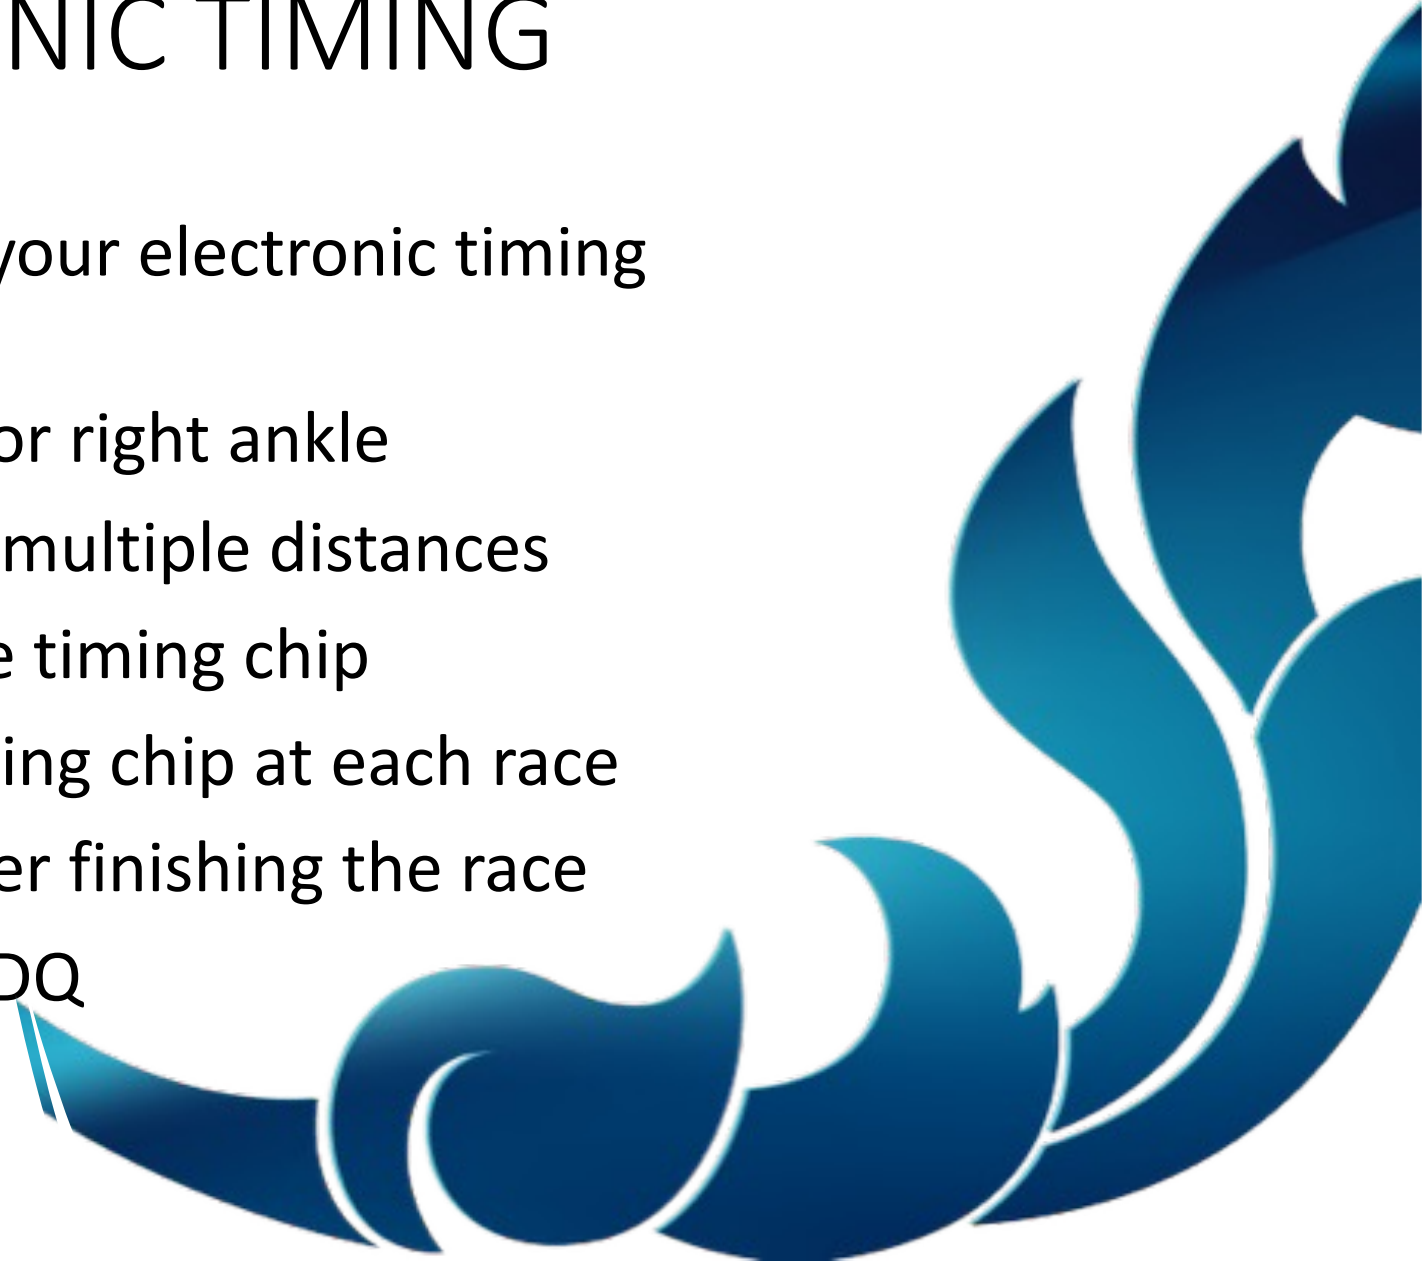 NIC TIMING
your electronic timing
or right ankle
multiple distances
e timing chip
ing chip at each race
er finishing the race
DQ